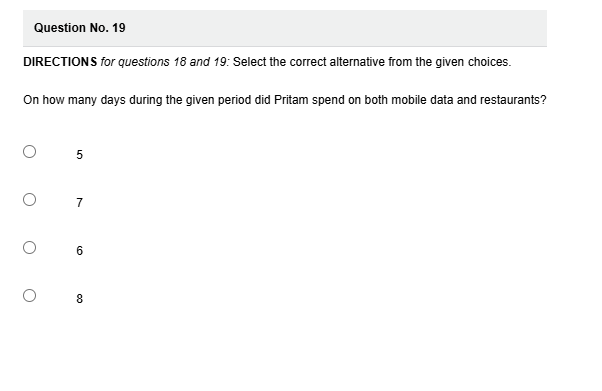 Question No. 19
DIRECTIONS for questions 18 and 19: Select the correct alternative from the given choices.
On how many days during the given period did Pritam spend on both mobile data and restaurants?
5
7
6
8